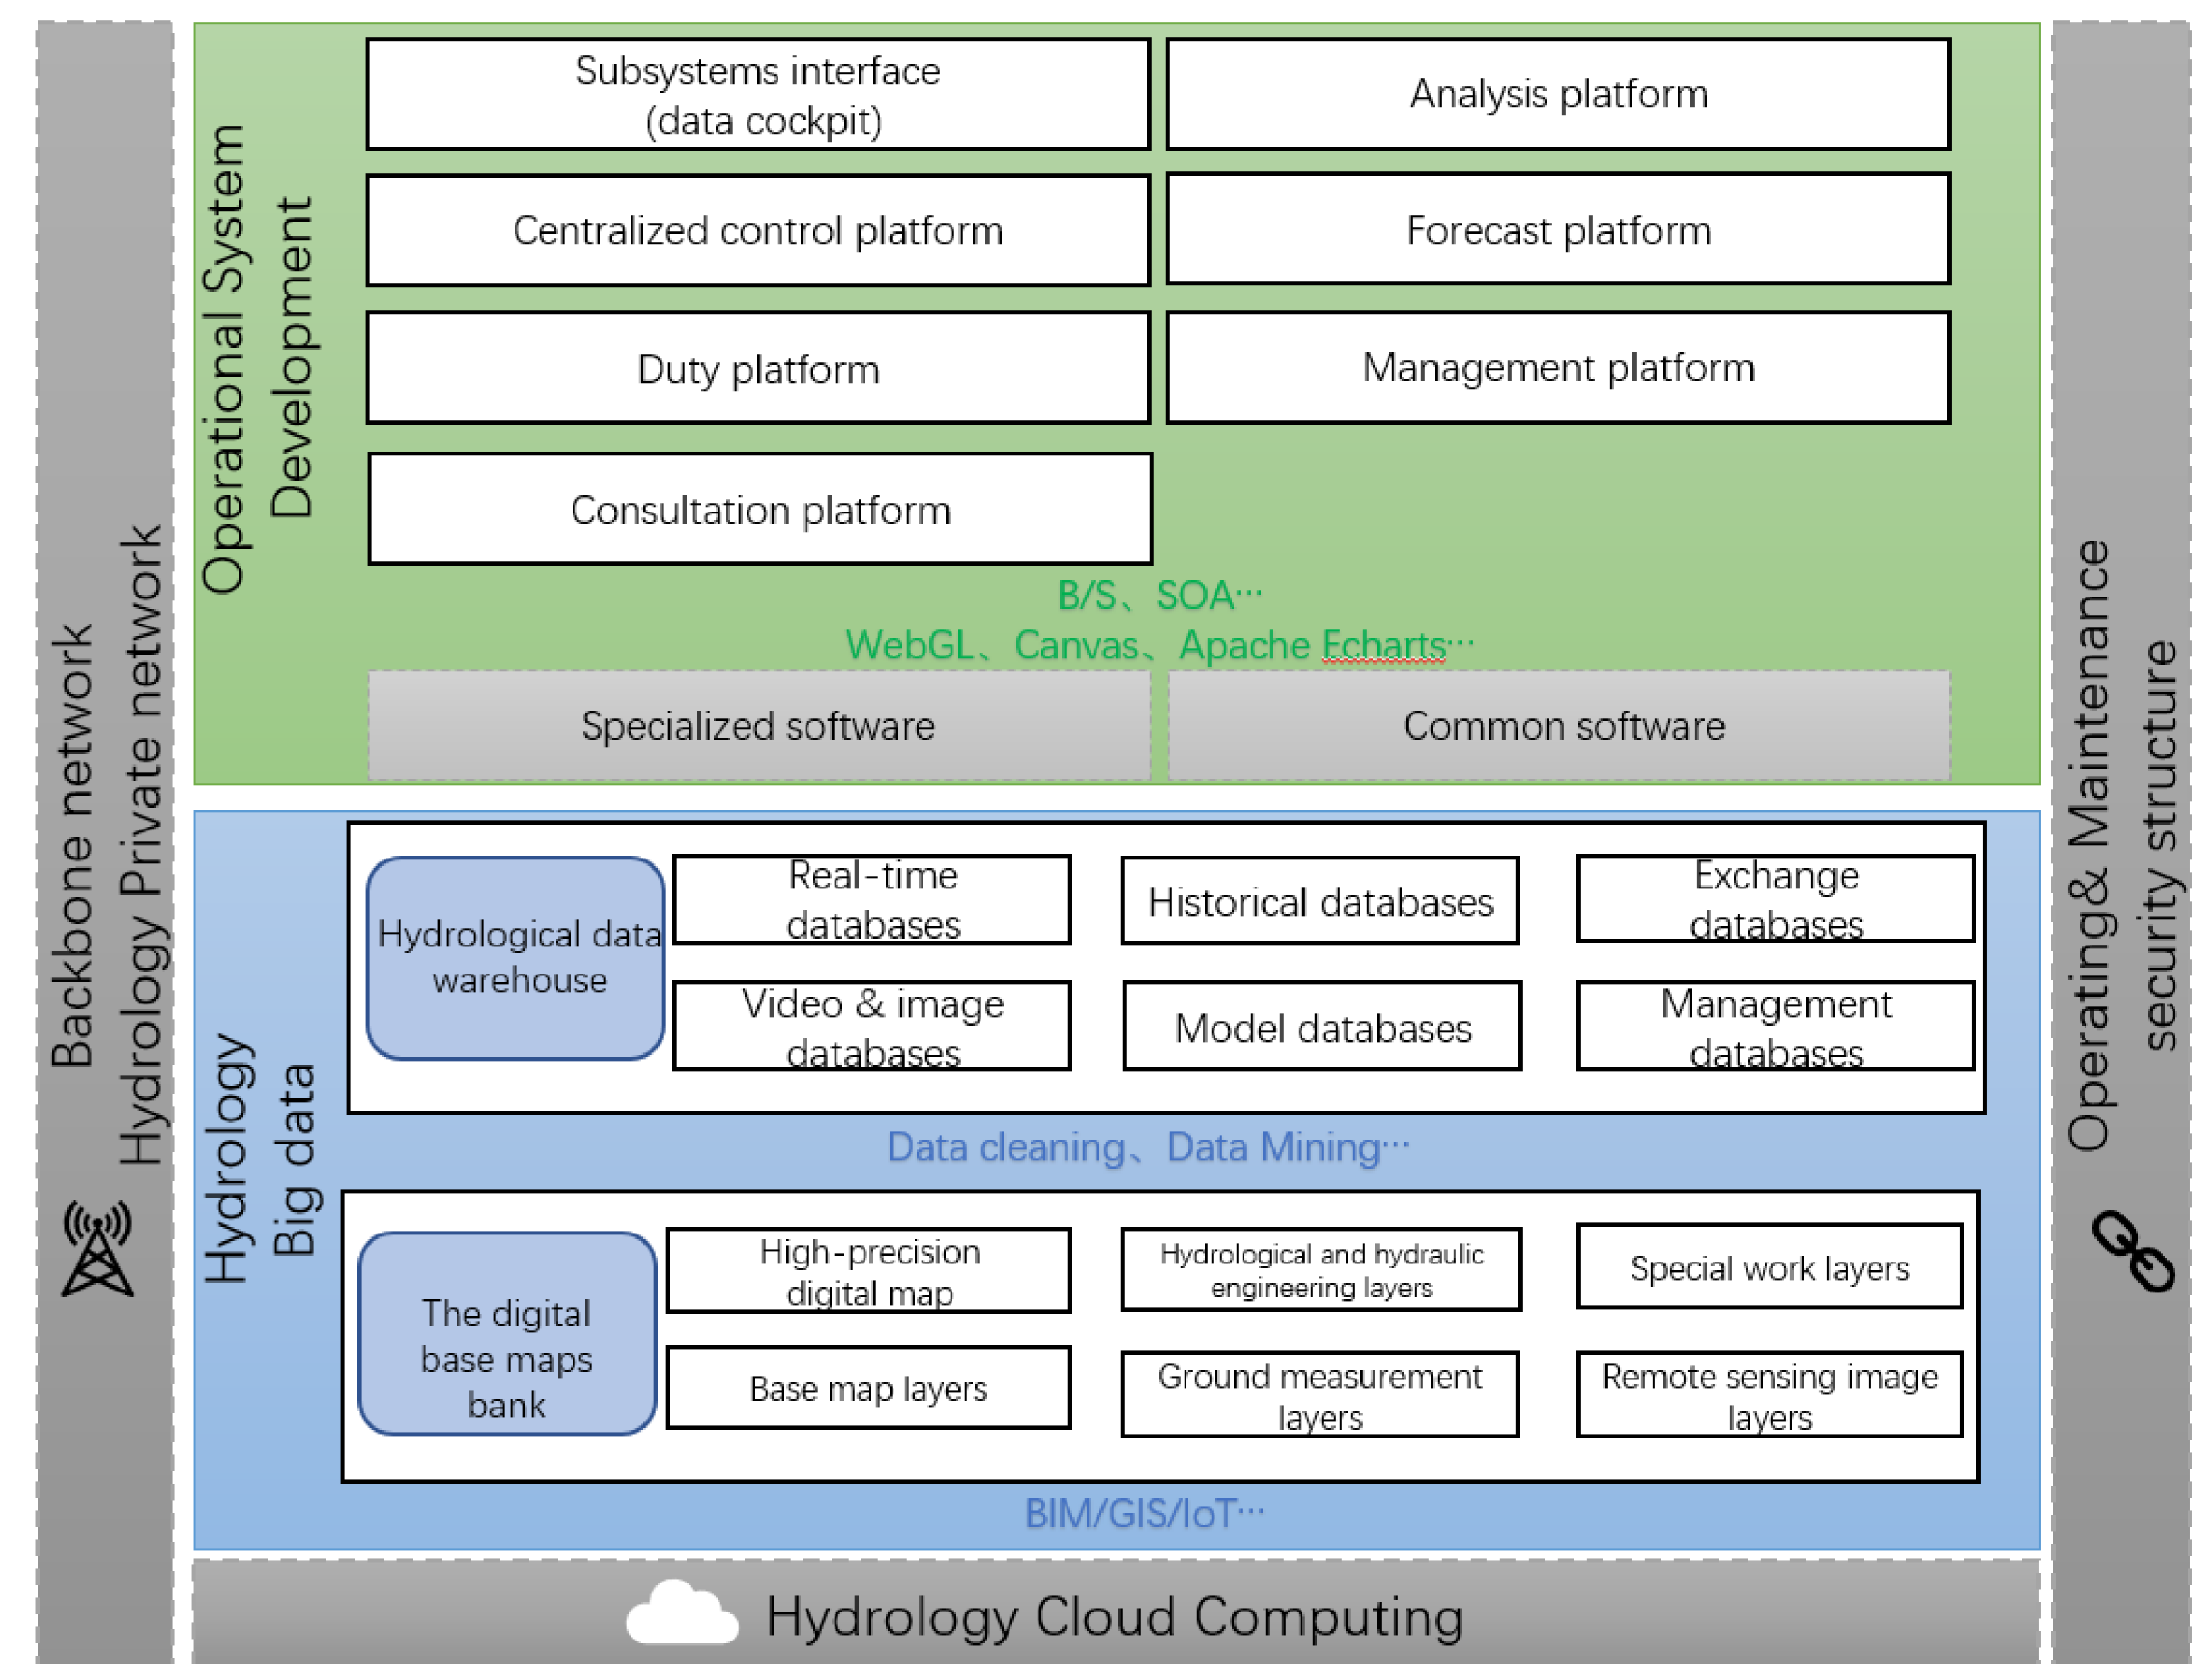 Backbone network
Hydrology Private network
Operational System
Development
Subsystems interface
(data cockpit)
Analysis platform
Centralized control platform
Forecast platform
Duty platform
Management platform
Consultation platform
B/S、SOA…
WebGL、Canvas、Apache Echarts…
Specialized software
Common software
Hydrology
Big data
Hydrological data
warehouse
Real-time
databases
Historical databases
Exchange
databases
Video & image
databases
Model databases
Management
databases
Data cleaning、Data Mining…
The digital
base maps
bank
High-precision
digital map
Hydrological and hydraulic
engineering layers
Special work layers
Base map layers
Ground measurement
layers
Remote sensing image
layers
BIM/GIS/IoT…
Hydrology Cloud Computing
Operating& Maintenance
security structure